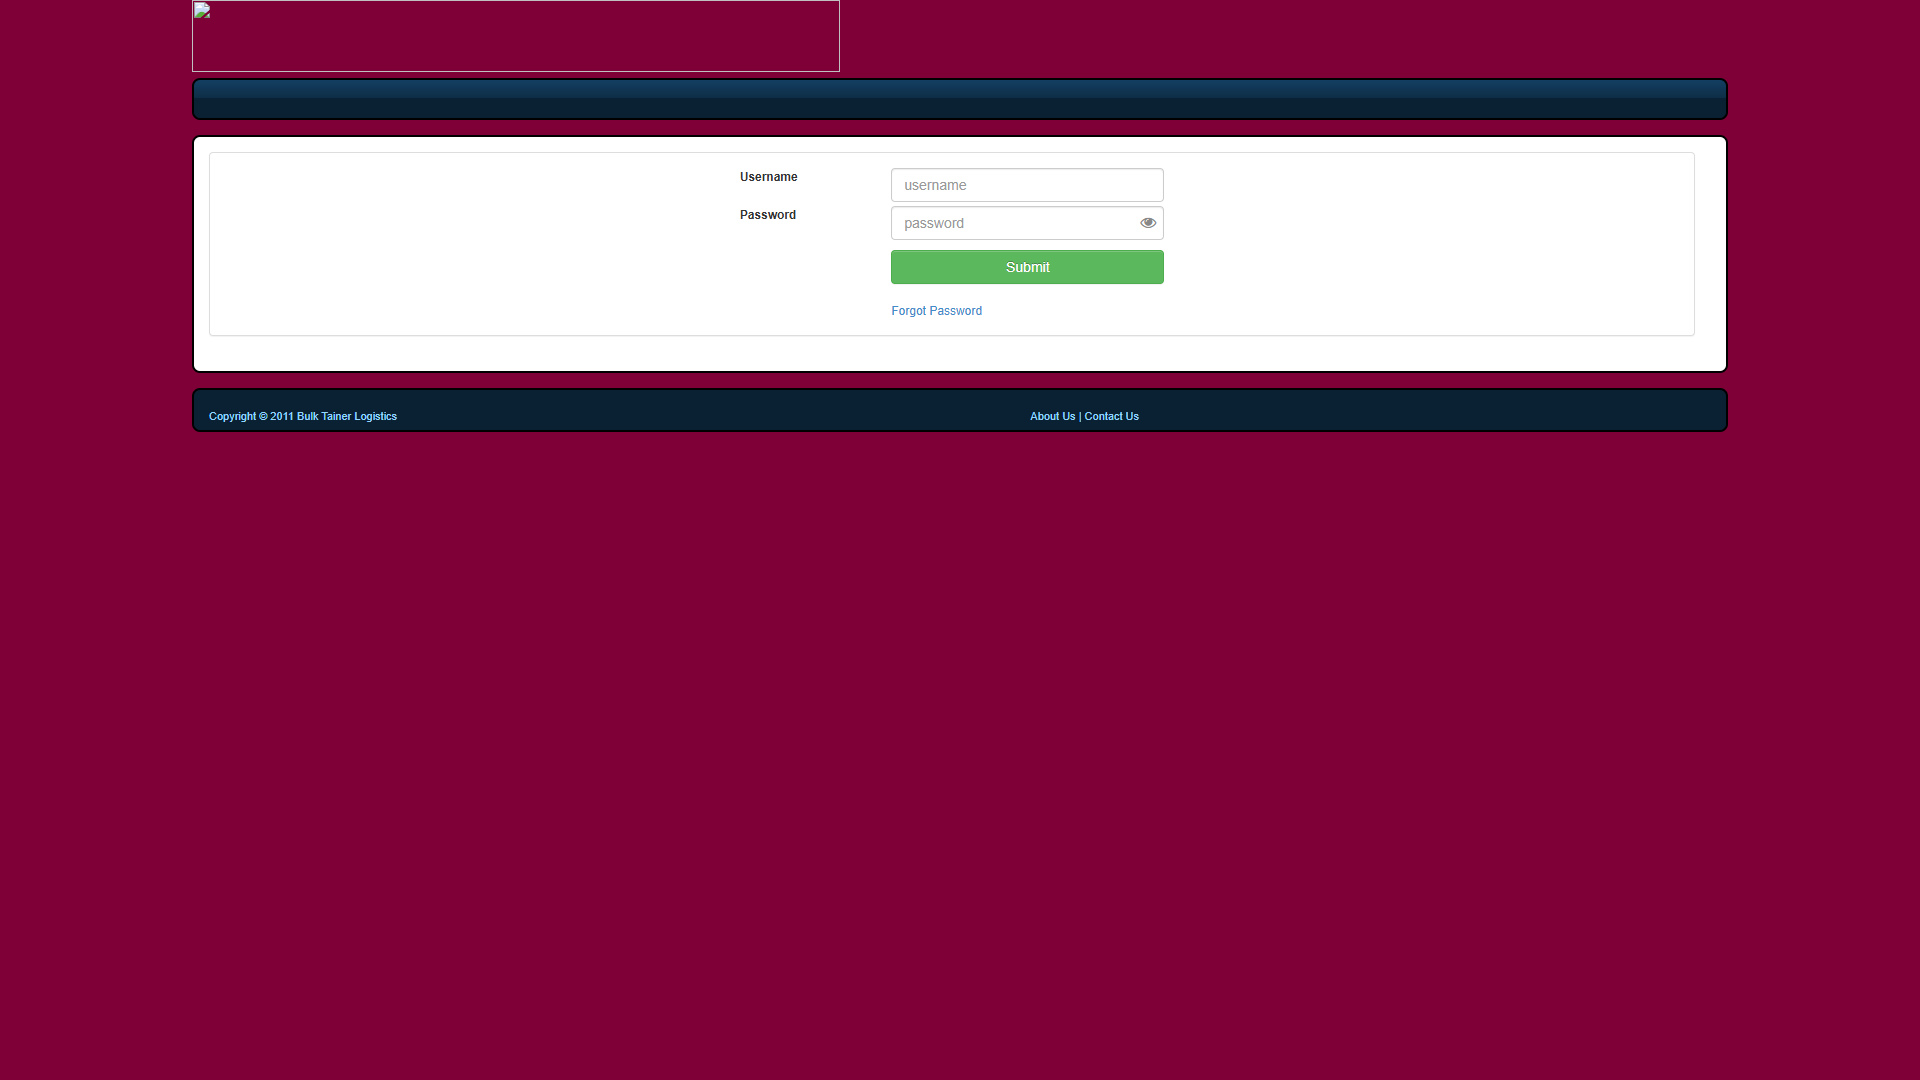 Username
username
Password
password
Submit
Forgot Password
Copyright © 2011 Bulk Tainer Logistics
About Us | Contact Us